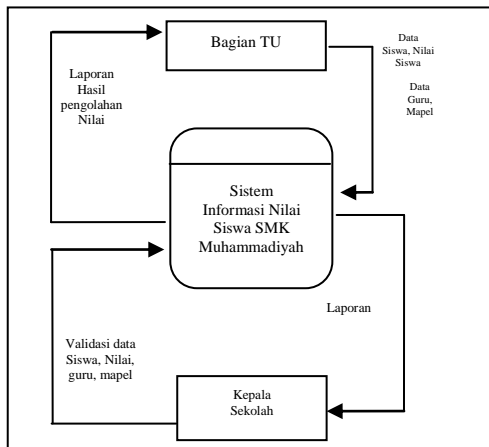 Bagian TU
Data
Siswa, Nilai
Siswa
Data
Guru,
Mapel
Laporan
Hasil
pengolahan
Nilai
Sistem
Informasi Nilai
Siswa SMK
Muhammadiyah
Laporan
Validasi data
Siswa, Nilai,
guru, mapel
Kepala
Sekolah